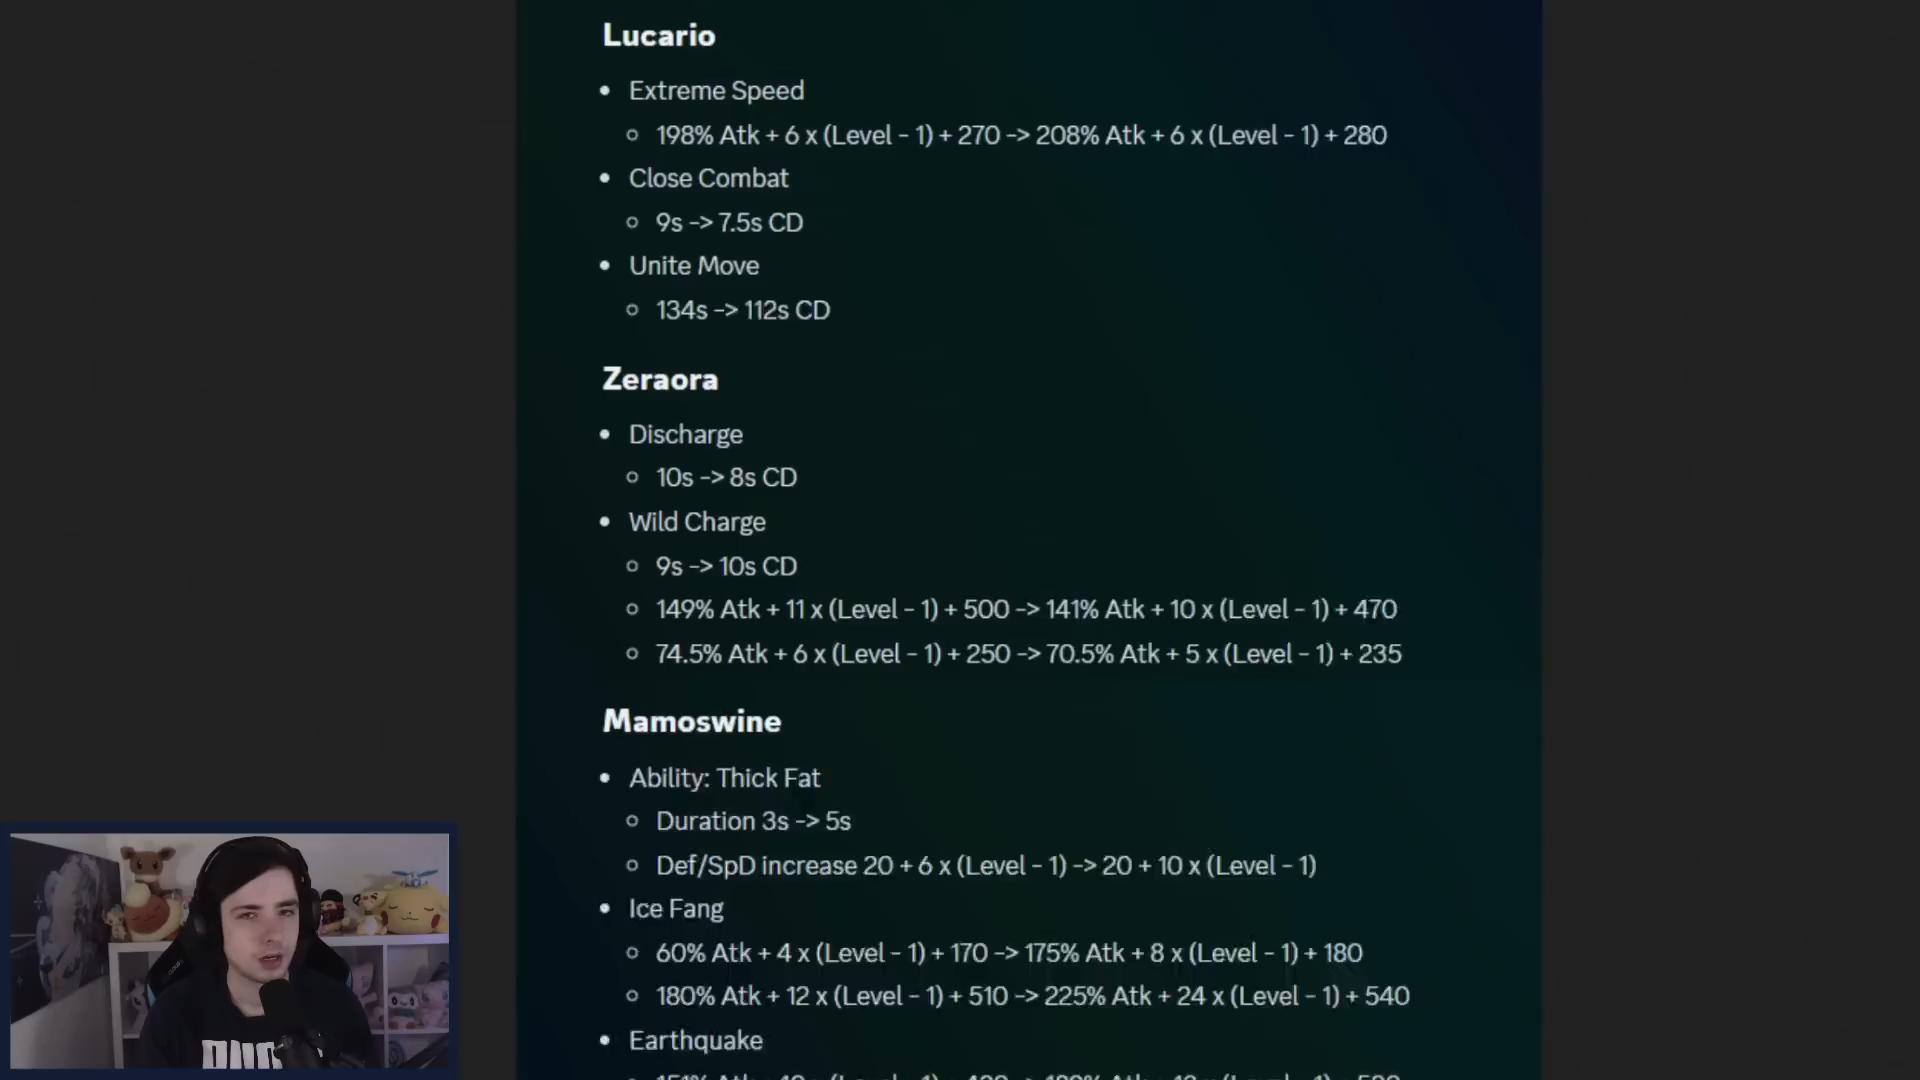 Lucario
• Extreme Speed
○ 198% Atk + 6 x (Level - 1) + 270 -> 208% Atk + 6 x (Level - 1) + 280
• Close Combat
○ 9s -> 7.5s CD
• Unite Move
○ 134s -> 112s CD
Zeraora
• Discharge
○ 10s -> 8s CD
• Wild Charge
○ 9s -> 10s CD
○ 149% Atk + 11 x (Level - 1) + 500 -> 141% Atk + 10 x (Level - 1) + 470
○ 74.5% Atk + 6 x (Level - 1) + 250 -> 70.5% Atk + 5 x (Level - 1) + 235
Mamoswine
• Ability: Thick Fat
○ Duration 3s -> 5s
○ Def/SpD increase 20 + 6 x (Level - 1) -> 20 + 10 x (Level - 1)
• Ice Fang
○ 60% Atk + 4 x (Level - 1) + 170 -> 175% Atk + 8 x (Level - 1) + 180
○ 180% Atk + 12 x (Level - 1) + 510 -> 225% Atk + 24 x (Level - 1) + 540
• Earthquake